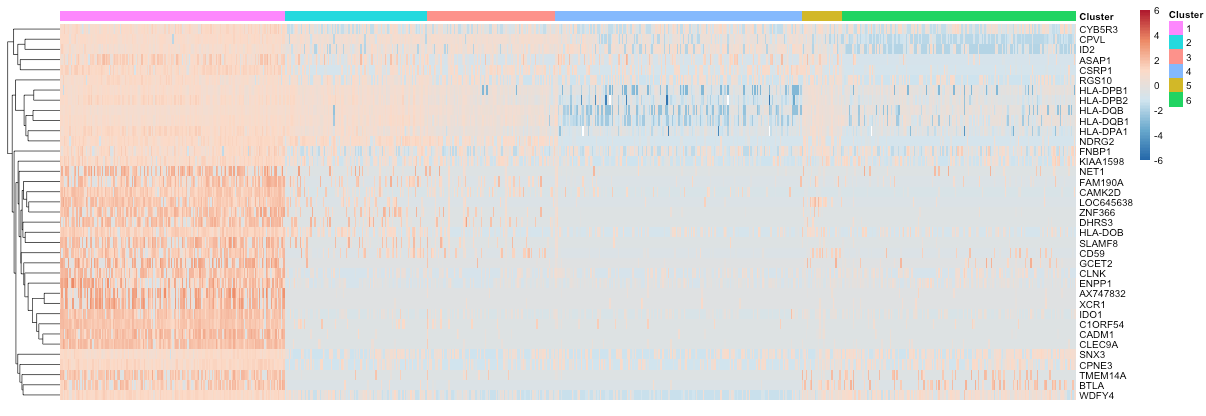 Cluster
CYB5R3
CPVL
ID2
ASAP1
CSRP1
RGS10
HLA-DPB1
HLA-DPB2
HLA-DQB
HLA-DQB1
HLA-DPA1
NDRG2
FNBP1
KIAA1598
NET1
FAM190A
CAMK2D
LOC645638
ZNF366
DHRS3
HLA-DOB
SLAMF8
CD59
GCET2
CLNK
ENPP1
AX747832
XCR1
IDO1
C1ORF54
CADM1
CLEC9A
SNX3
CPNE3
TMEM14A
BTLA
WDFY4
6
4
2
0
-2
-4
-6
Cluster
1
2
3
4
5
6